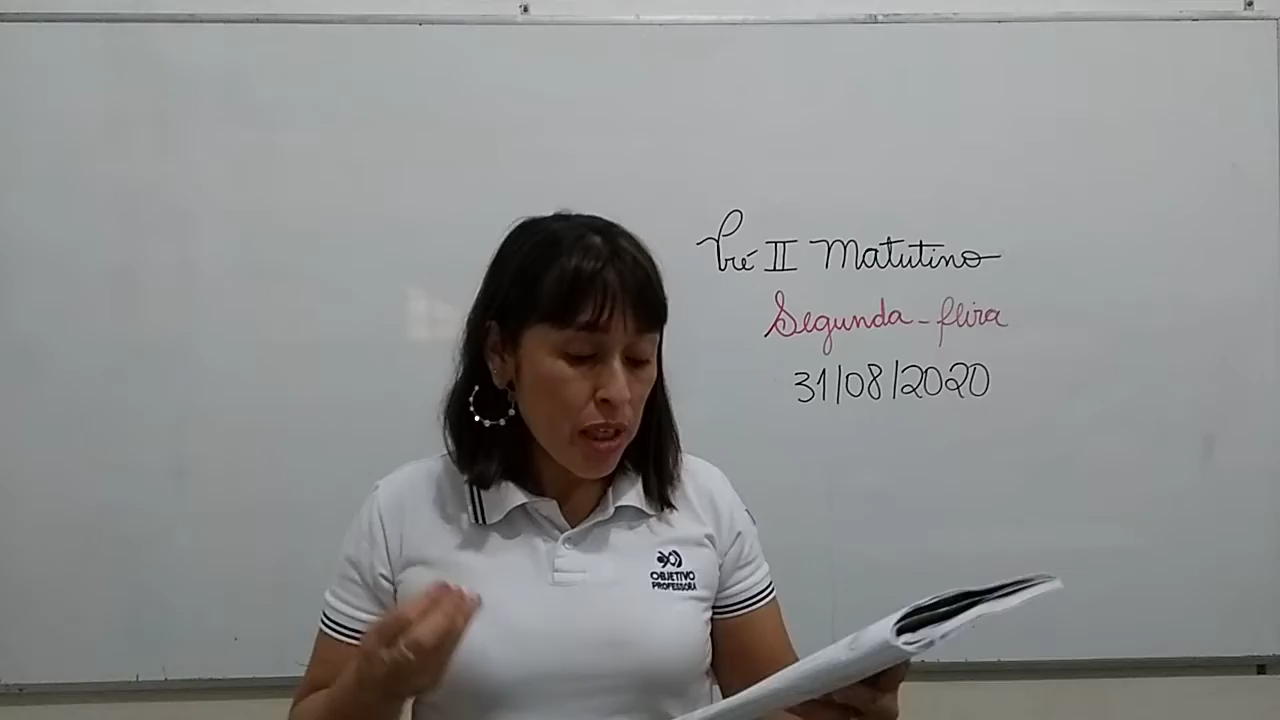 Pré II Matutino
Segunda-feira
31/08/2020
OBJETIVO
PROFESSORA